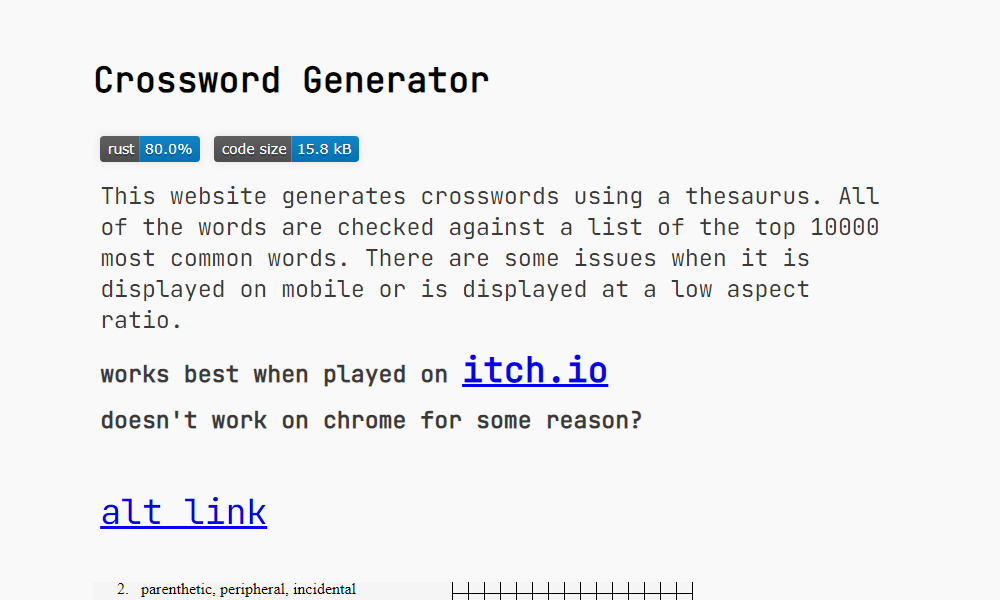 Crossword Generator
rust 80.0% code size 15.8 kB
This website generates crosswords using a thesaurus. All
of the words are checked against a list of the top 10000
most common words. There are some issues when it is
displayed on mobile or is displayed at a low aspect
ratio.
works best when played on itch.io
doesn't work on chrome for some reason?
alt link
2. parenthetic, peripheral, incidental